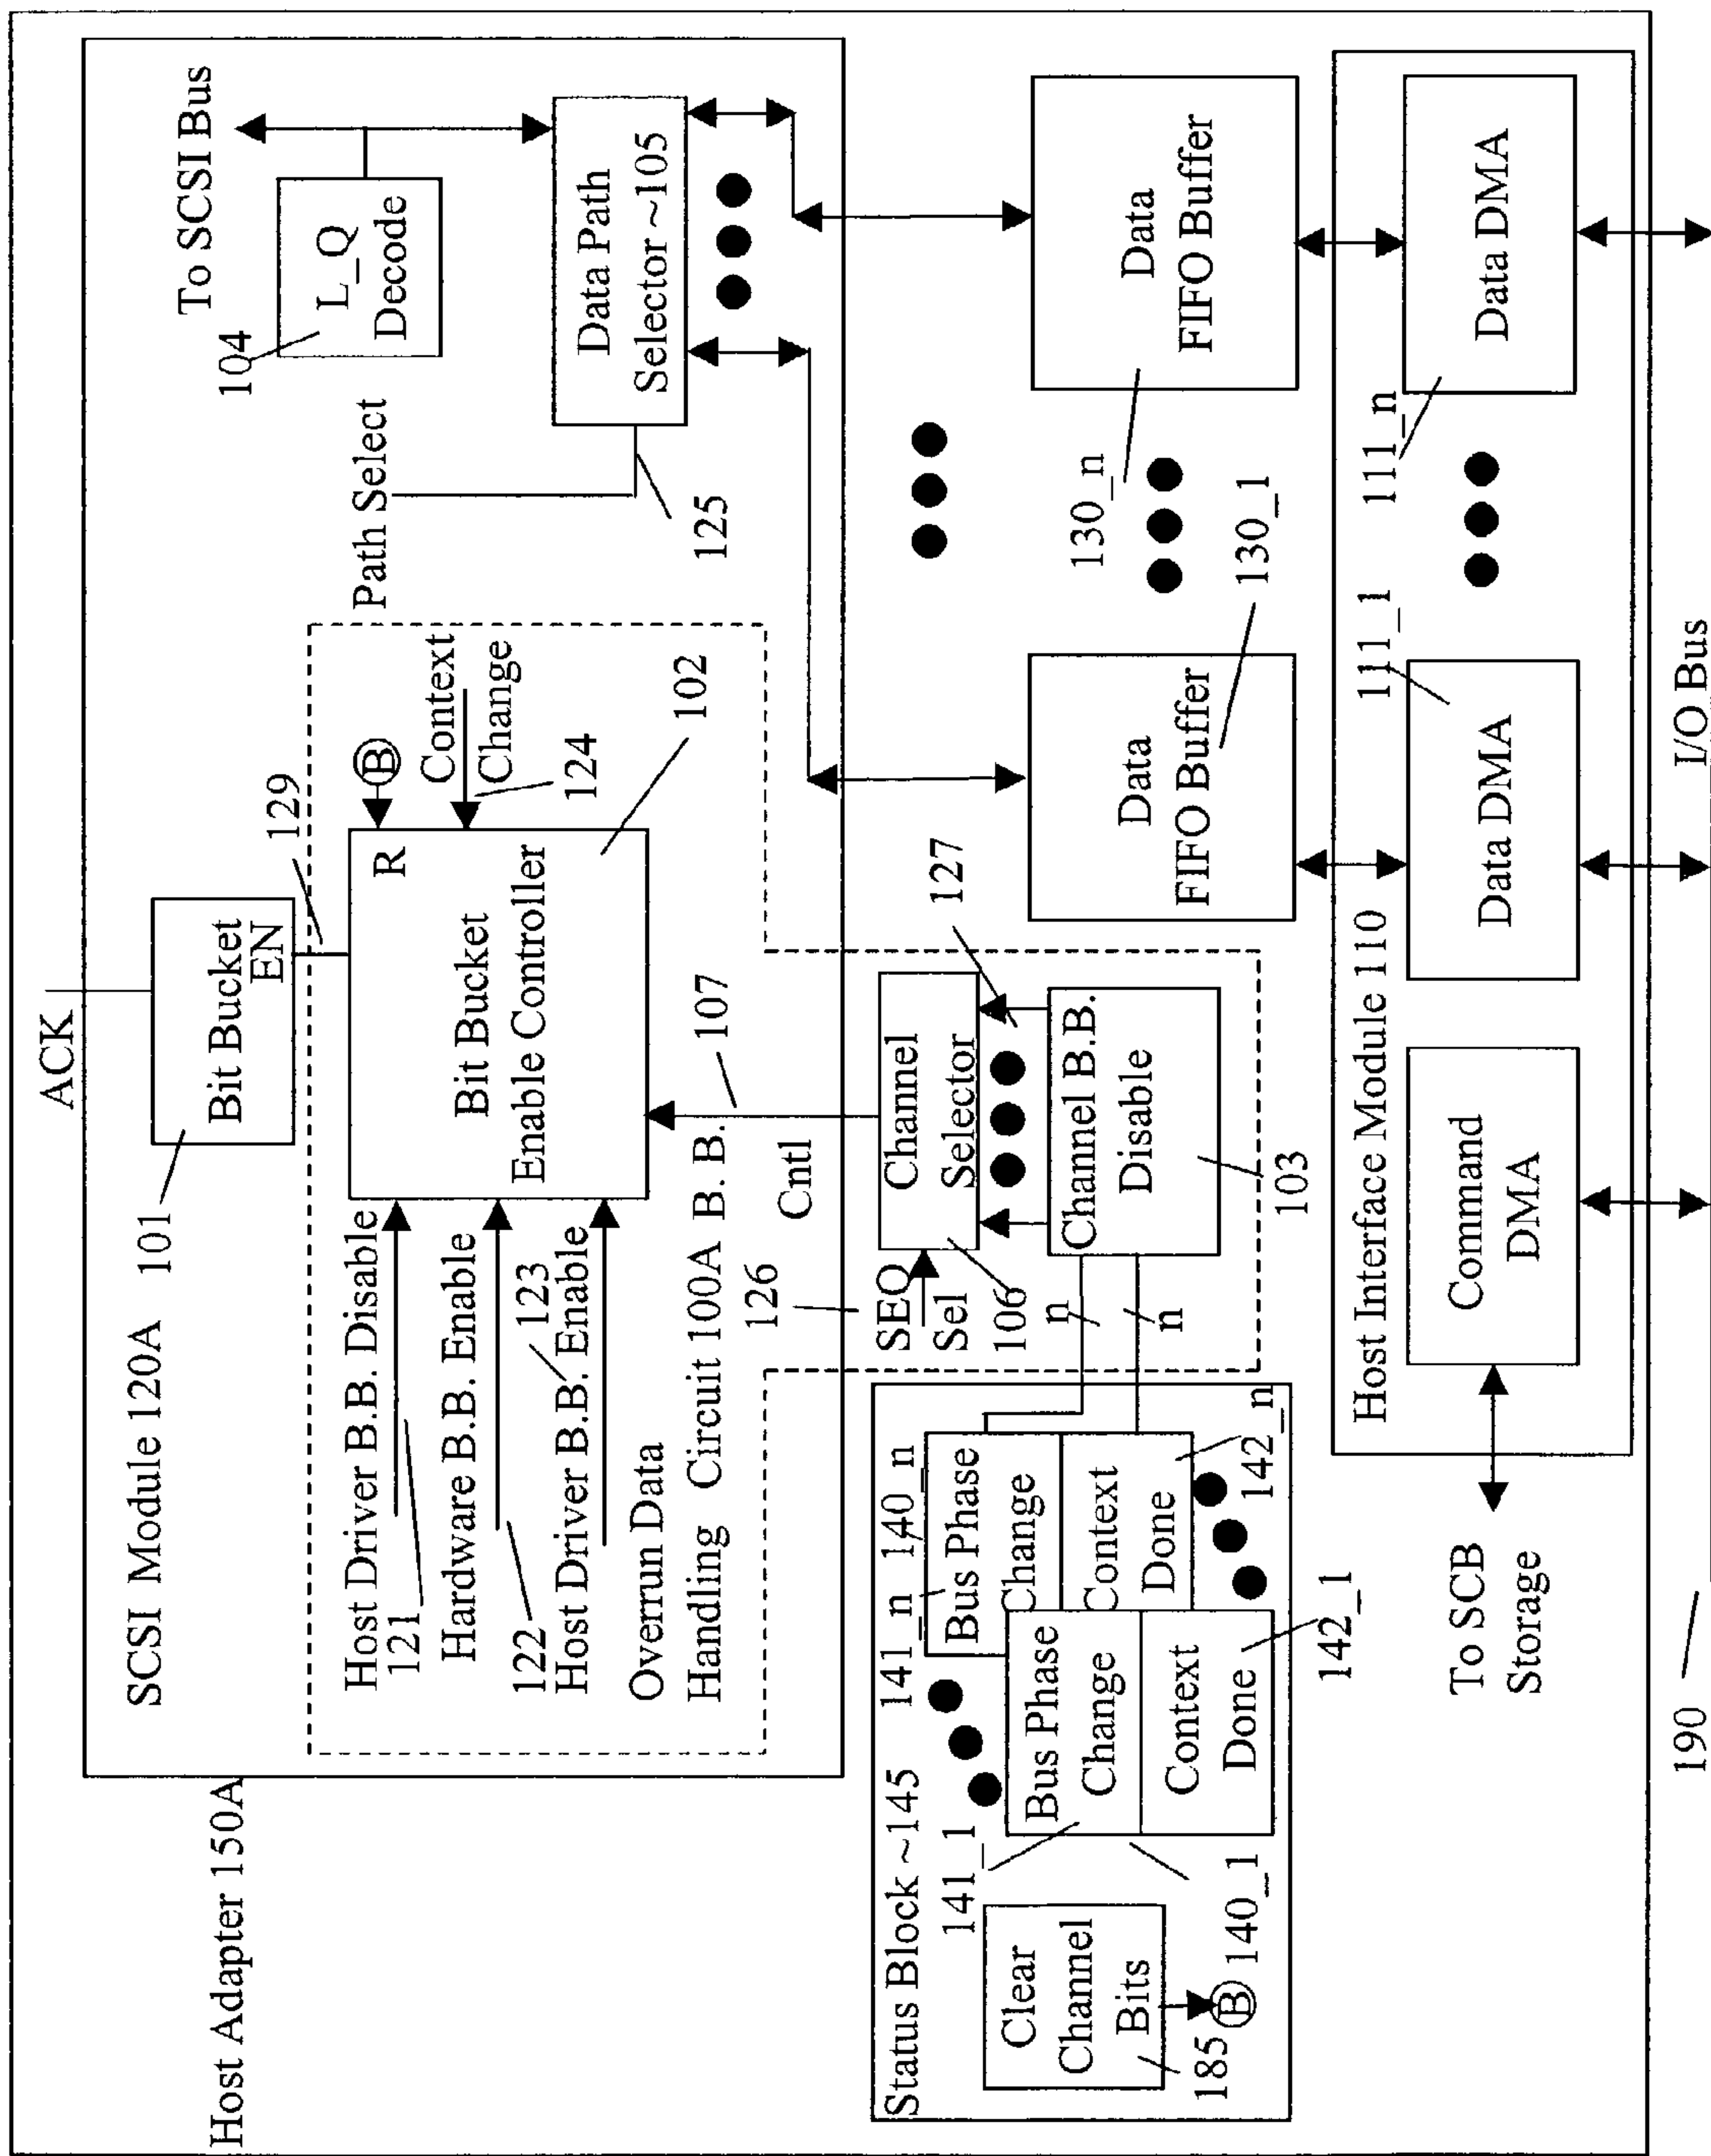 Host Adapter 150A
SCSI Module 120A
101
ACK
Bit Bucket
EN
129
To SCSI Bus
104
L_Q
Decode
Path Select
125
Data Path
Selector ~105
Host Driver B.B. Disable
121
Hardware B.B. Enable
122
123
Host Driver B.B. Enable
R
Bit Bucket
Enable Controller
B
Context
Change
124
102
Overrun Data
Handling Circuit 100A
B. B.
Cntl
107
126
SEQ
Sel
106
Channel
Selector
127
Channel B.B.
Disable
103
n
n
Status Block ~145
141_n
140_n
Bus Phase
Change
Context
Done
142_n
Bus Phase
Change
Context
Done
141_1
140_1
142_1
Clear
Channel
Bits
185
B
Data
FIFO Buffer
130_1
Data
FIFO Buffer
130_n
Host Interface Module 110
Command
DMA
To SCB
Storage
Data DMA
111_1
Data DMA
111_n
190
I/O Bus